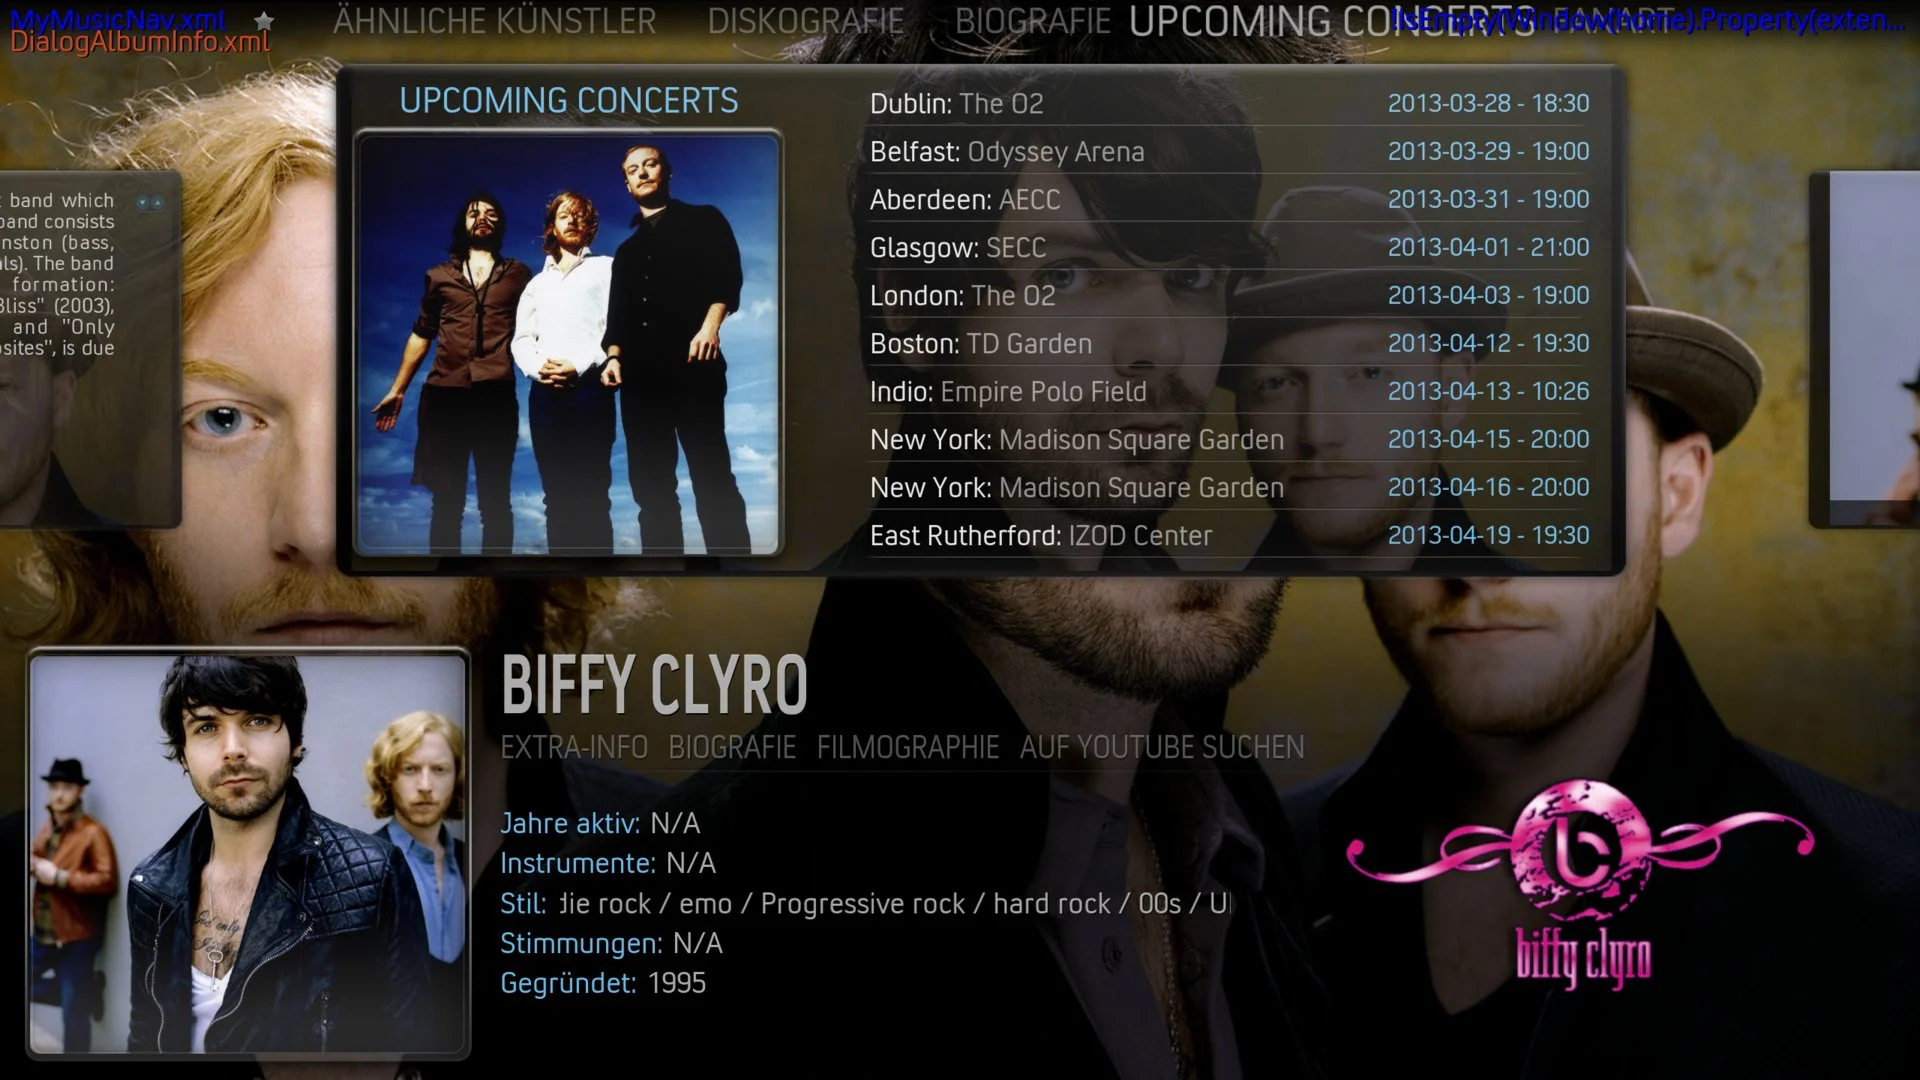 MyMusicNav.xml
DialogAlbumInfo.xml
ÄHNLICHE KÜNSTLER DISKOGRAFIE BIOGRAFIE UPCOMING CONCERTS FANART
!IsEmpty(Window(home).Property(exten...
band which
band consists
nston (bass,
als). The band
formation:
Bliss" (2003),
and "Only
osites", is due
UPCOMING CONCERTS
Dublin: The O2 2013-03-28 - 18:30
Belfast: Odyssey Arena 2013-03-29 - 19:00
Aberdeen: AECC 2013-03-31 - 19:00
Glasgow: SECC 2013-04-01 - 21:00
London: The O2 2013-04-03 - 19:00
Boston: TD Garden 2013-04-12 - 19:30
Indio: Empire Polo Field 2013-04-13 - 10:26
New York: Madison Square Garden 2013-04-15 - 20:00
New York: Madison Square Garden 2013-04-16 - 20:00
East Rutherford: IZOD Center 2013-04-19 - 19:30
BIFFY CLYRO
EXTRA-INFO BIOGRAFIE FILMOGRAPHIE AUF YOUTUBE SUCHEN
Jahre aktiv: N/A
Instrumente: N/A
Stil: die rock / emo / Progressive rock / hard rock / 00s / U
Stimmungen: N/A
Gegründet: 1995
biffy clyro